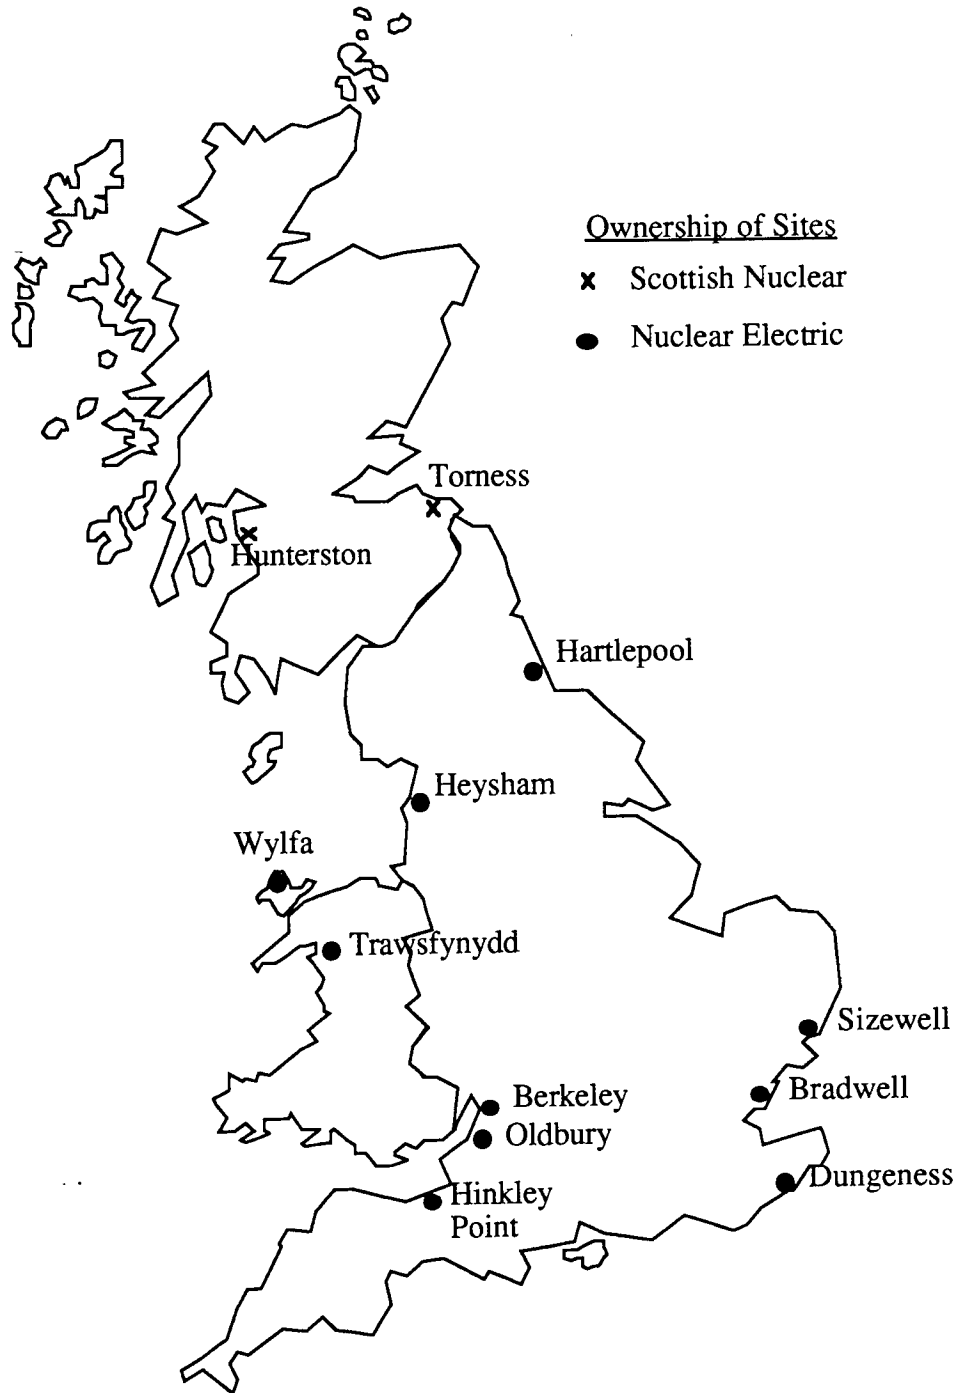 Ownership of Sites
x Scottish Nuclear
● Nuclear Electric
Torness
Hunterston
Hartlepool
Heysham
Wylfa
Trawsfynydd
Sizewell
Berkeley
Bradwell
Oldbury
Dungeness
Hinkley
Point